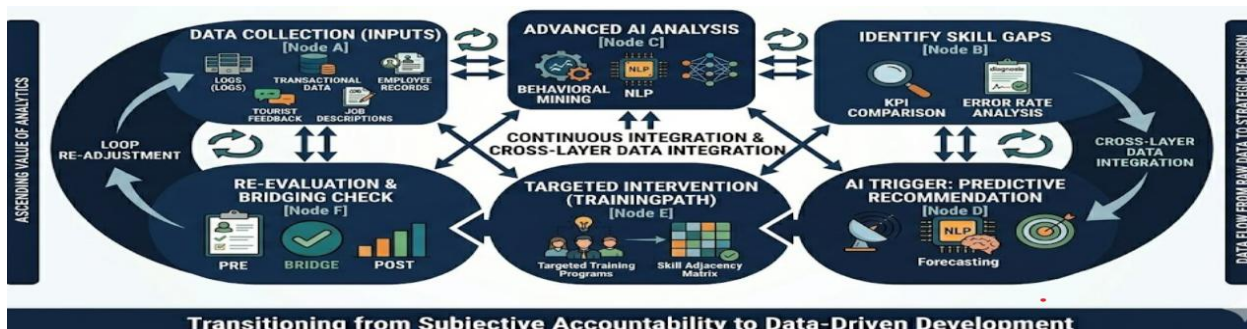 ASCENDING VALUE OF ANALYTICS
DATA COLLECTION (INPUTS)
[Node A]
LOGS
(LOGS)
TRANSACTIONAL
DATA
EMPLOYEE
RECORDS
TOURIST
FEEDBACK
JOB
DESCRIPTIONS
ADVANCED AI ANALYSIS
[Node C]
BEHAVIORAL
MINING
NLP
NLP
IDENTIFY SKILL GAPS
[Node B]
KPI
COMPARISON
diagnosis
ERROR RATE
ANALYSIS
LOOP
RE-ADJUSTMENT
CONTINUOUS INTEGRATION &
CROSS-LAYER DATA INTEGRATION
CROSS-LAYER
DATA
INTEGRATION
RE-EVALUATION &
BRIDGING CHECK
[Node F]
PRE
BRIDGE
POST
TARGETED INTERVENTION
(TRAININGPATH)
[Node E]
Targeted Training
Programs
Skill Adjacency
Matrix
AI TRIGGER: PREDICTIVE
RECOMMENDATION
[Node D]
NLP
Forecasting
DATA FLOW FROM RAW DATA TO STRATEGIC DECISION
Transitioning from Subjective Accountability to Data-Driven Development